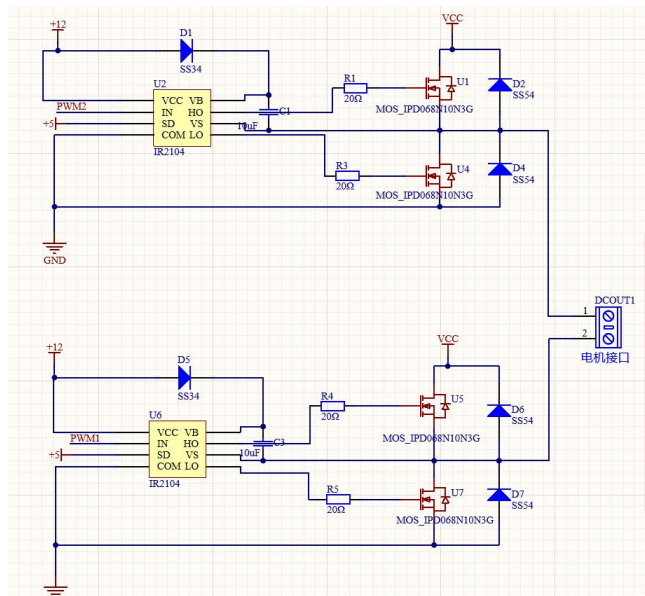 +12
VCC
D1
SS34
U2
VCC VB
IN HO
SD VS
COM LO
IR2104
PWM2
+5
C1
10uF
R1
20Ω
U1
MOS_IPD068N10N3G
D2
SS54
R3
20Ω
U4
MOS_IPD068N10N3G
D4
SS54
GND
DCOUT1
1
2
电机接口
+12
VCC
D5
SS34
U6
VCC VB
IN HO
SD VS
COM LO
IR2104
PWM1
+5
C3
10uF
R4
20Ω
U5
MOS_IPD068N10N3G
D6
SS54
R5
20Ω
U7
MOS_IPD068N10N3G
D7
SS54